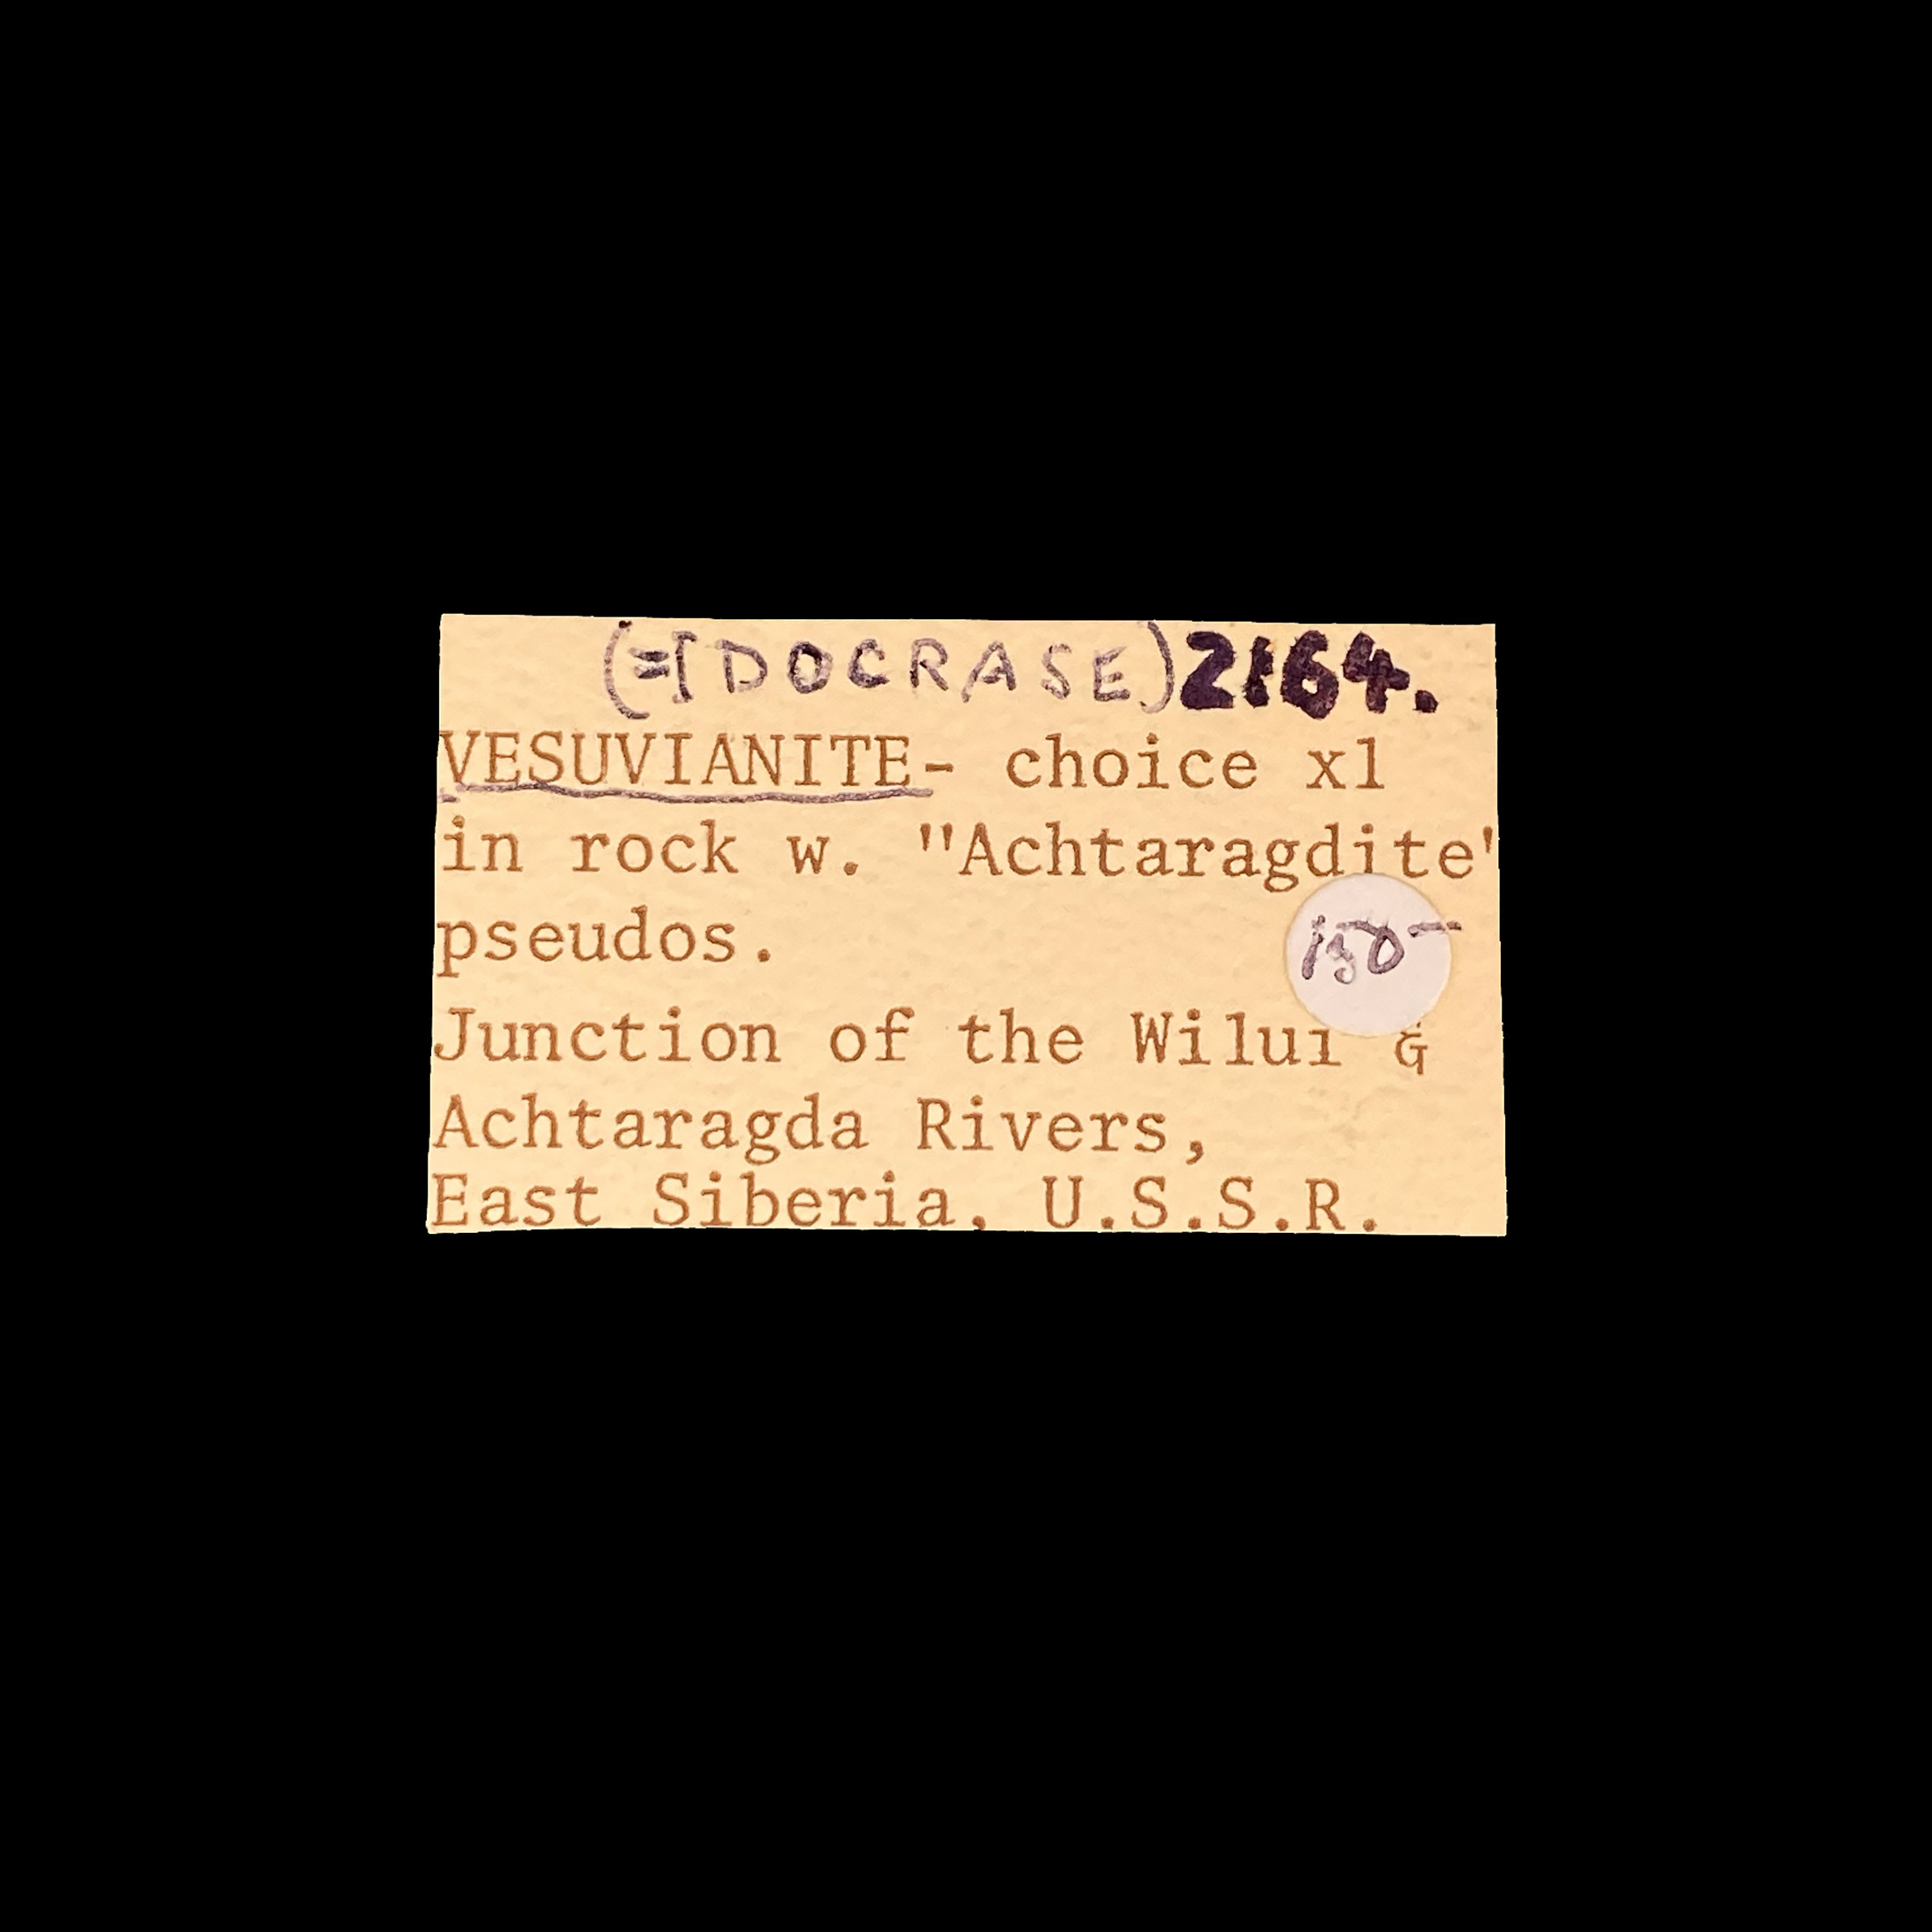 (=IDOCRASE) 2164.
VESUVIANITE- choice xl
in rock w. "Achtaragdite'
pseudos.
150-
Junction of the Wilui &
Achtaragda Rivers,
East Siberia, U.S.S.R.